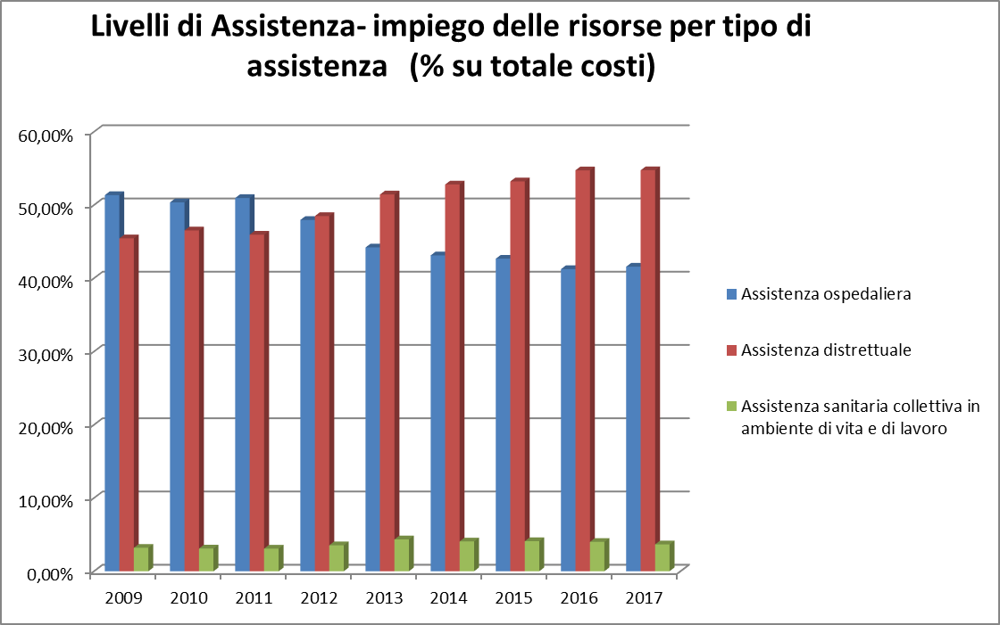 Livelli di Assistenza- impiego delle risorse per tipo di
assistenza   (% su totale costi)
60,00%
50,00%
40,00%
30,00%
20,00%
10,00%
0,00%
2009 2010 2011 2012 2013 2014 2015 2016 2017
Assistenza ospedaliera
Assistenza distrettuale
Assistenza sanitaria collettiva in
ambiente di vita e di lavoro